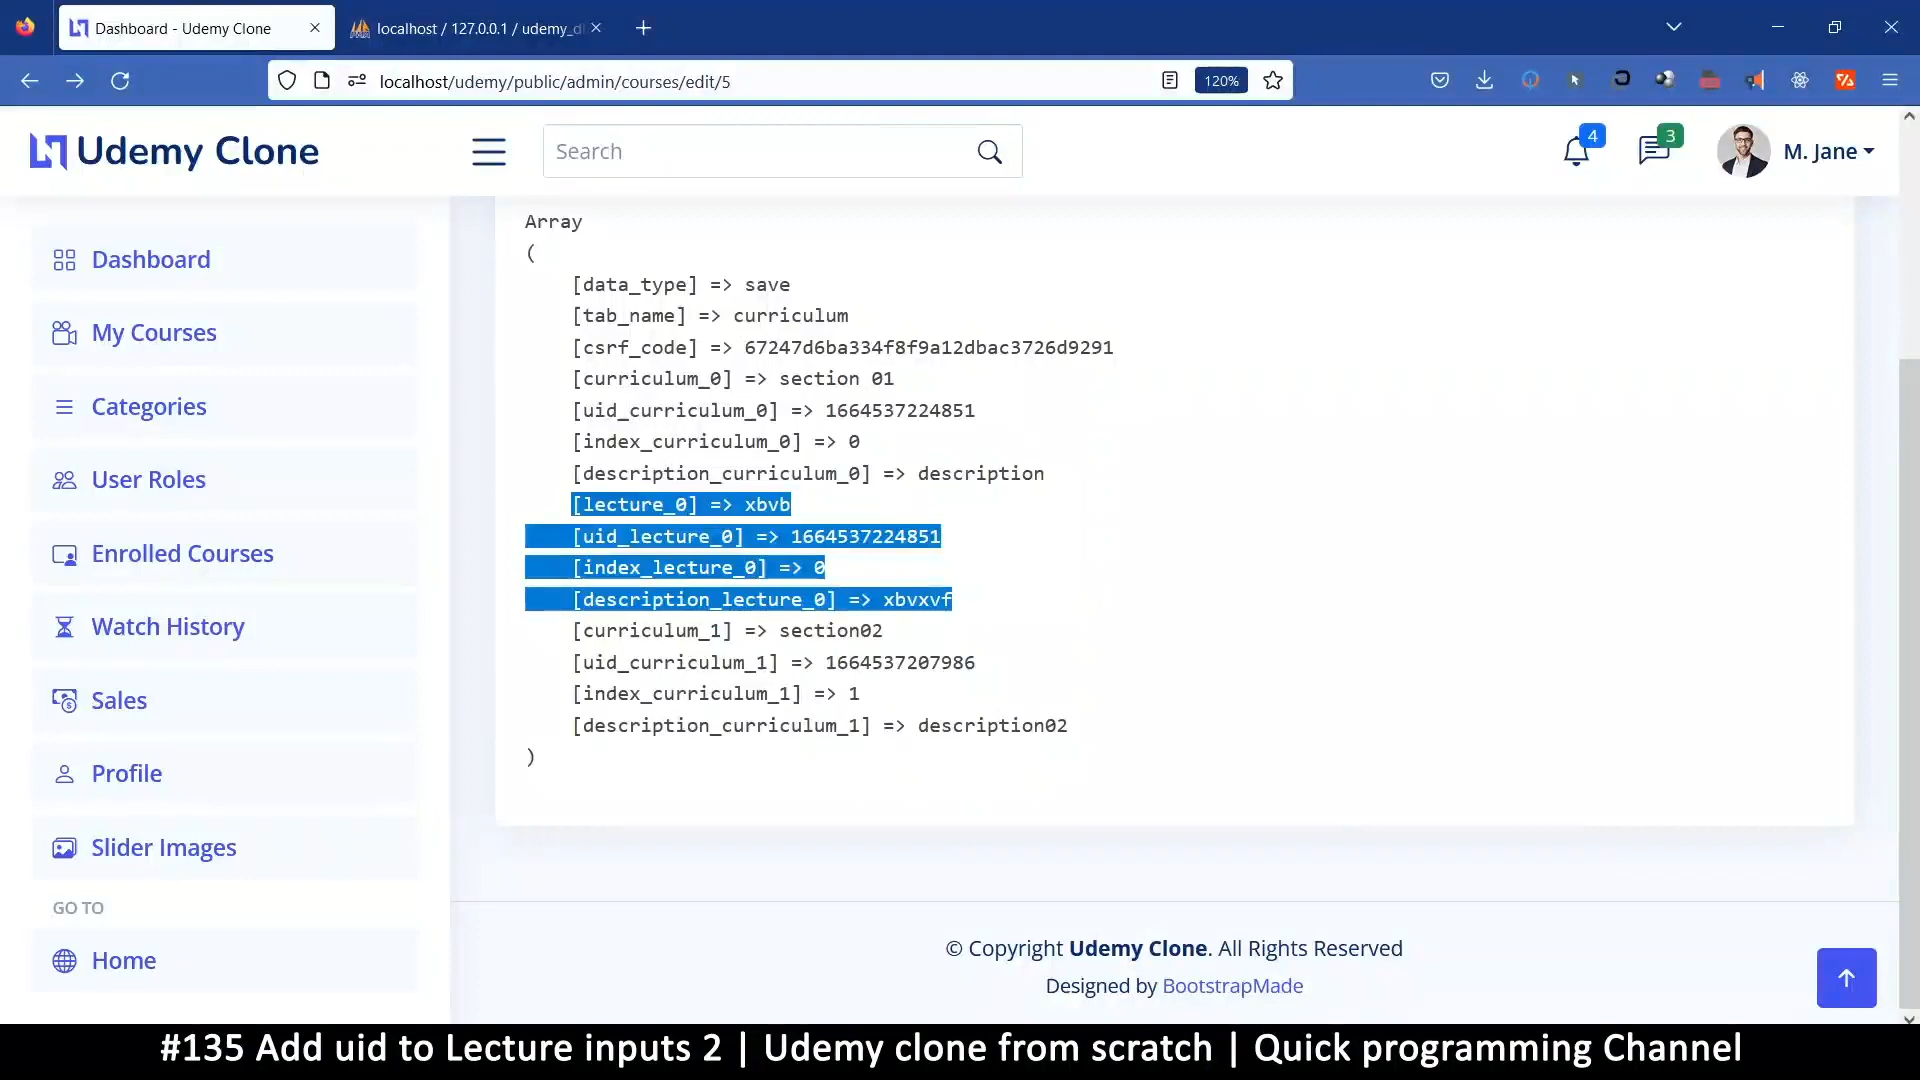 Dashboard - Udemy Clone
localhost / 127.0.0.1 / udemy_d
localhost/udemy/public/admin/courses/edit/5
120%
Udemy Clone
Search
4
3
M. Jane
Dashboard
My Courses
Categories
User Roles
Enrolled Courses
Watch History
Sales
Profile
Slider Images
GO TO
Home
Array
(
[data_type] => save
[tab_name] => curriculum
[csrf_code] => 67247d6ba334f8f9a12dbac3726d9291
[curriculum_0] => section 01
[uid_curriculum_0] => 1664537224851
[index_curriculum_0] => 0
[description_curriculum_0] => description
[lecture_0] => xbvb
[uid_lecture_0] => 1664537224851
[index_lecture_0] => 0
[description_lecture_0] => xbvxvf
[curriculum_1] => section02
[uid_curriculum_1] => 1664537207986
[index_curriculum_1] => 1
[description_curriculum_1] => description02
)
© Copyright Udemy Clone. All Rights Reserved
Designed by BootstrapMade
#135 Add uid to Lecture inputs 2 | Udemy clone from scratch | Quick programming Channel